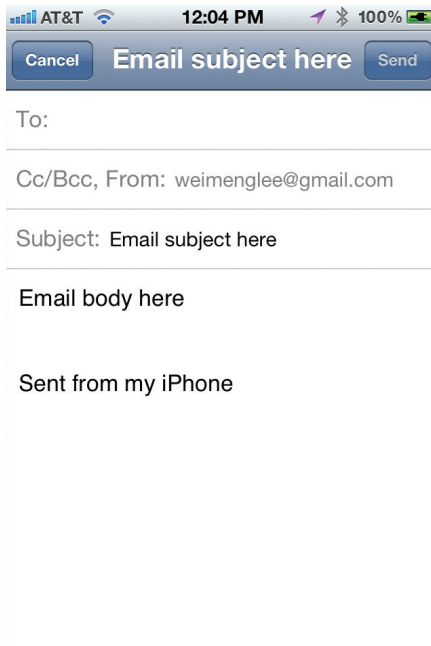 AT&T 12:04 PM 100%
Cancel Email subject here Send
To:
Cc/Bcc, From: weimenglee@gmail.com
Subject: Email subject here
Email body here
Sent from my iPhone